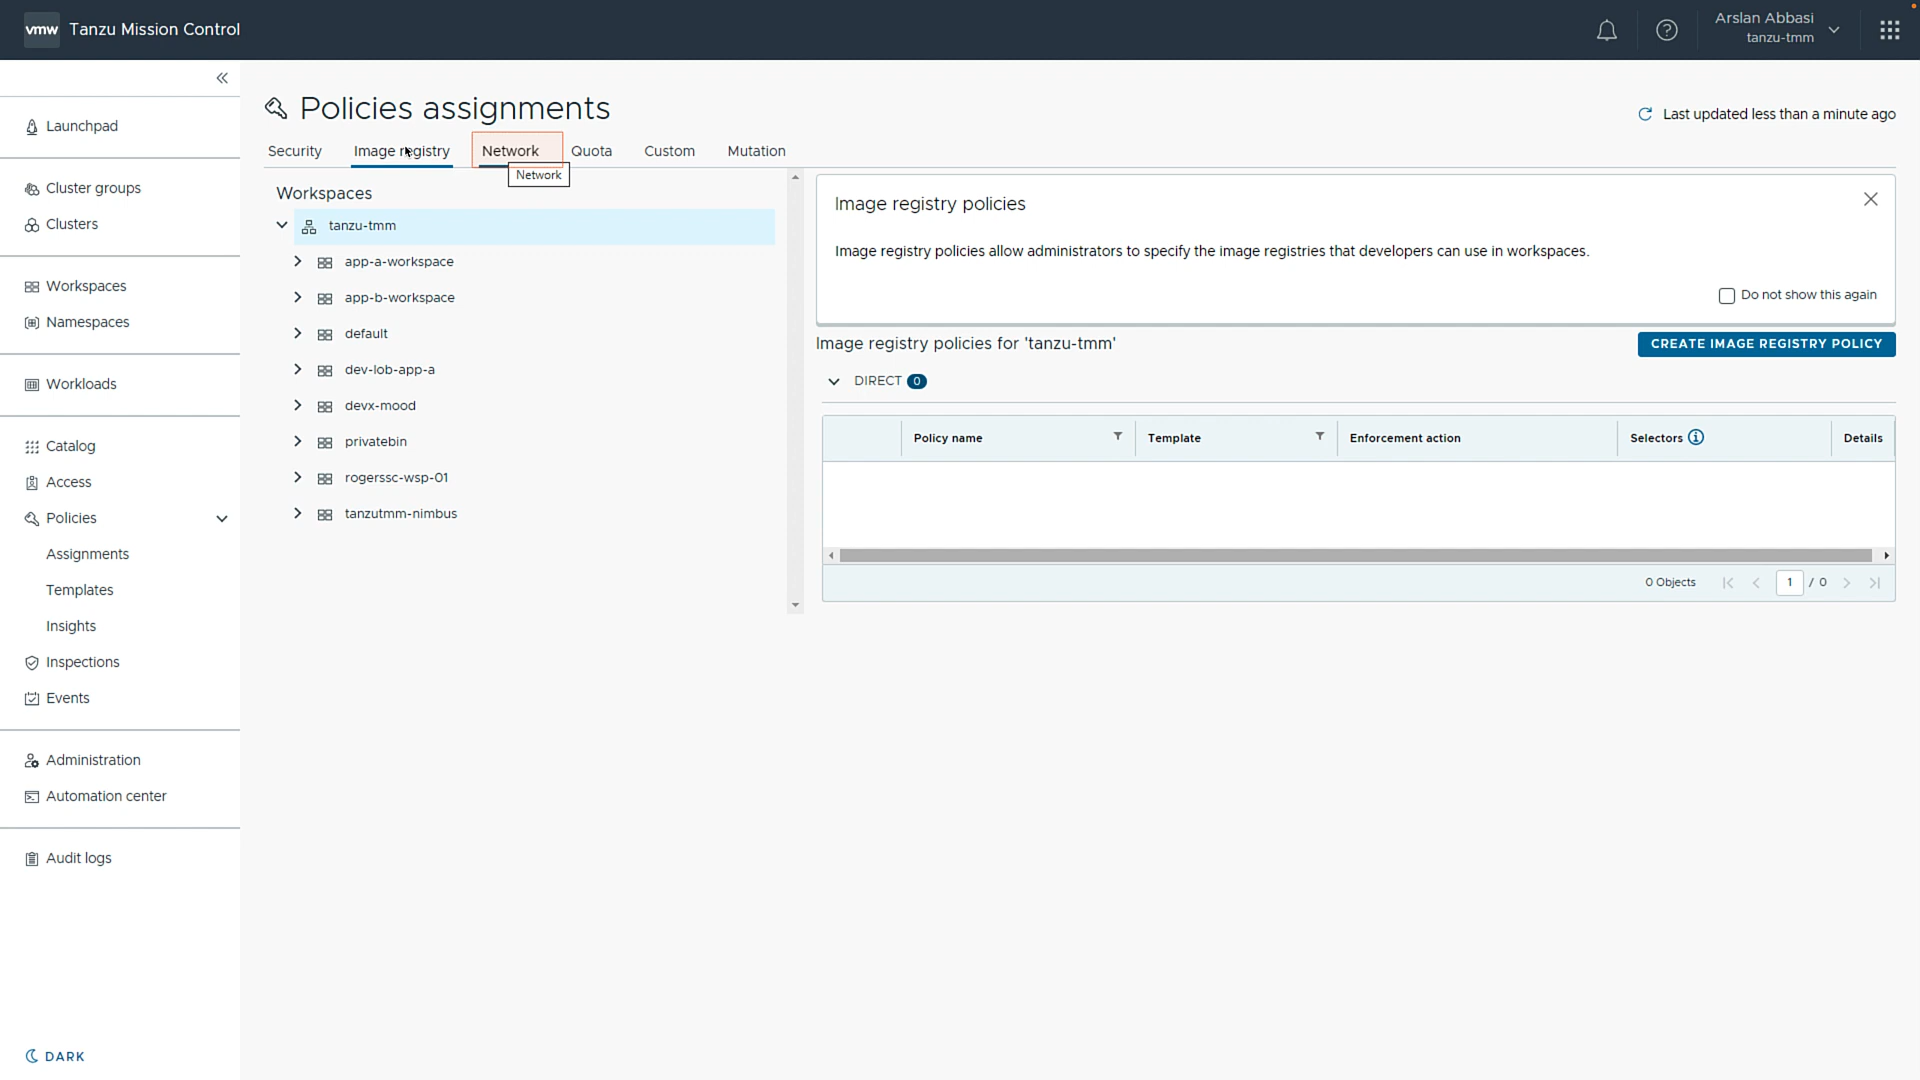 vmw Tanzu Mission Control
Arslan Abbasi
tanzu-tmm
Launchpad
Cluster groups
Clusters
Workspaces
Namespaces
Workloads
Catalog
Access
Policies
Assignments
Templates
Insights
Inspections
Events
Administration
Automation center
Audit logs
DARK
Policies assignments
Last updated less than a minute ago
Security Image registry Network Quota Custom Mutation
Network
Workspaces
tanzu-tmm
app-a-workspace
app-b-workspace
default
dev-lob-app-a
devx-mood
privatebin
rogerssc-wsp-01
tanzutmm-nimbus
Image registry policies
Image registry policies allow administrators to specify the image registries that developers can use in workspaces.
Do not show this again
Image registry policies for 'tanzu-tmm'
CREATE IMAGE REGISTRY POLICY
DIRECT 0
Policy name Template Enforcement action Selectors Details
0 Objects 1 / 0